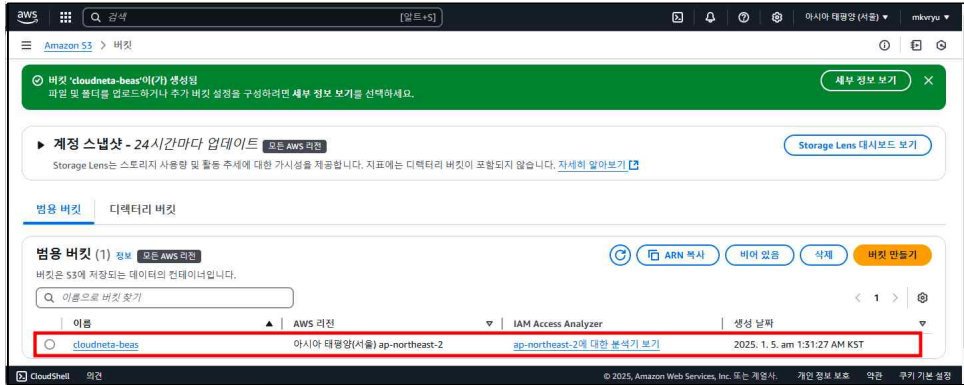 aws 검색 [알트+S] 아시아 태평양 (서울) ▼ mkvryu ▼
Amazon S3 > 버킷
버킷 'cloudneta-beas'이(가) 생성됨
파일 및 폴더를 업로드하거나 추가 버킷 설정을 구성하려면 세부 정보 보기를 선택하세요.
세부 정보 보기
▶ 계정 스냅샷 - 24시간마다 업데이트 모든 AWS 리전
Storage Lens 대시보드 보기
Storage Lens는 스토리지 사용량 및 활동 추세에 대한 가시성을 제공합니다. 지표에는 디렉터리 버킷이 포함되지 않습니다. 자세히 알아보기
범용 버킷 디렉터리 버킷
범용 버킷 (1) 정보 모든 AWS 리전
ARN 복사 비어 있음 삭제 버킷 만들기
버킷은 S3에 저장되는 데이터의 컨테이너입니다.
이름으로 버킷 찾기 < 1 >
이름 ▲ AWS 리전 ▽ IAM Access Analyzer 생성 날짜 ▽
cloudneta-beas 아시아 태평양(서울) ap-northeast-2 ap-northeast-2에 대한 분석기 보기 2025. 1. 5. am 1:31:27 AM KST
CloudShell 의견 © 2025, Amazon Web Services, Inc. 또는 계열사. 개인 정보 보호 약관 쿠키 기본 설정